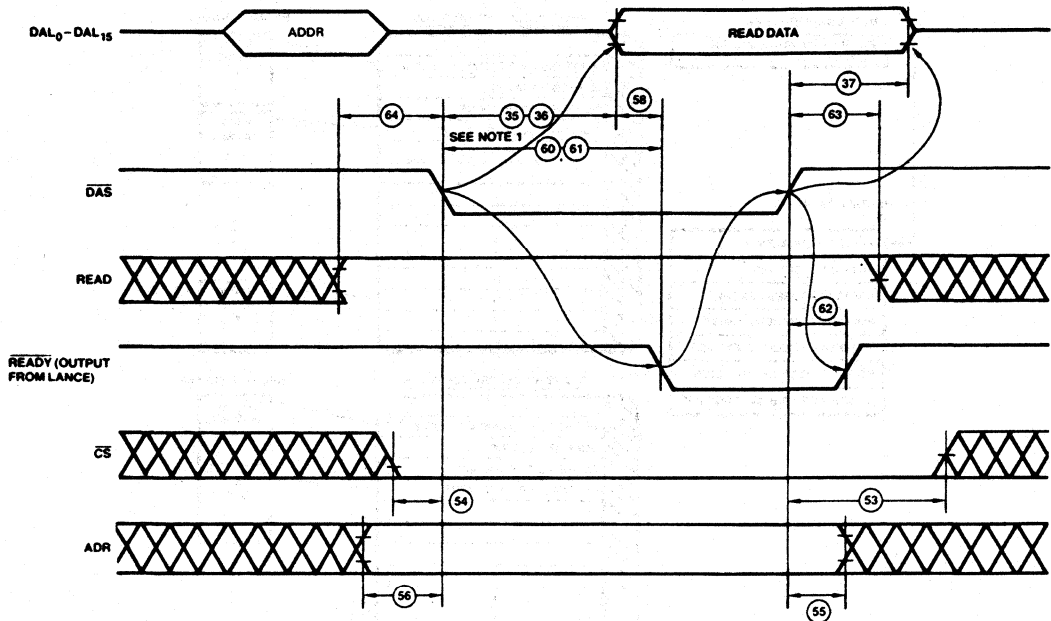 DAL0-DAL15
ADDR
READ DATA
37
64
35 36
58
63
SEE NOTE 1
60, 61
DAS
READ
62
READY (OUTPUT
FROM LANCE)
CS
54
53
ADR
56
55